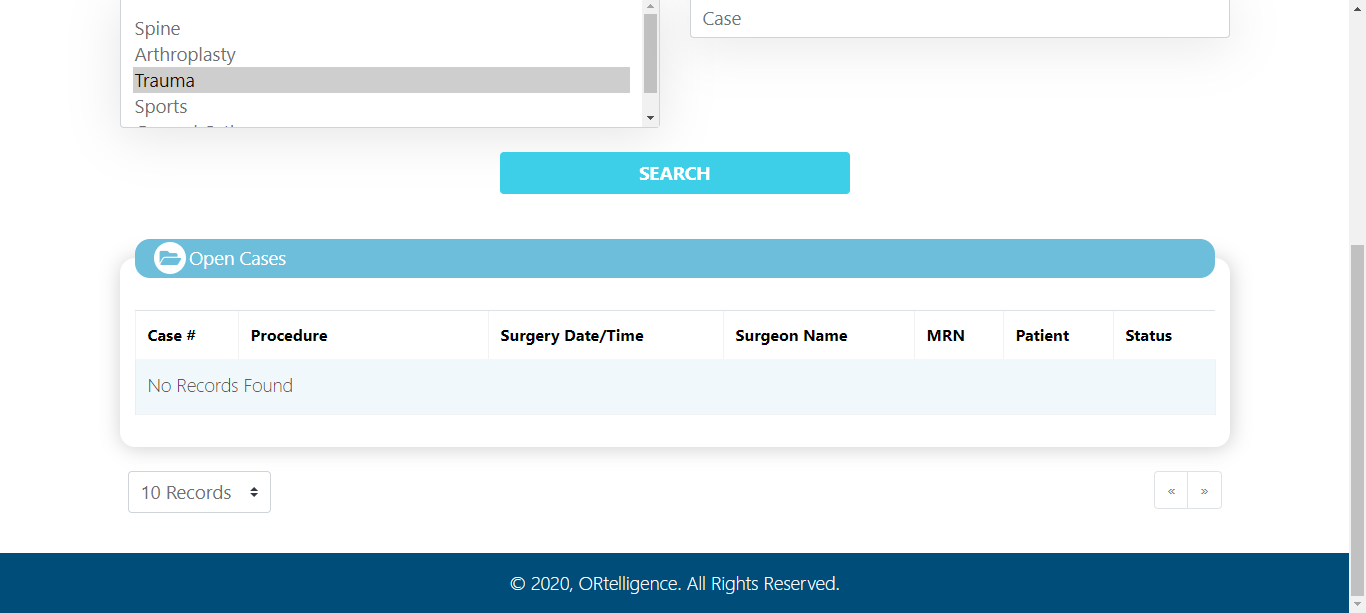 Case
Spine
Arthroplasty
Trauma
Sports
SEARCH
Open Cases
Case # Procedure Surgery Date/Time Surgeon Name MRN Patient Status
No Records Found
10 Records
« »
© 2020, ORtelligence. All Rights Reserved.